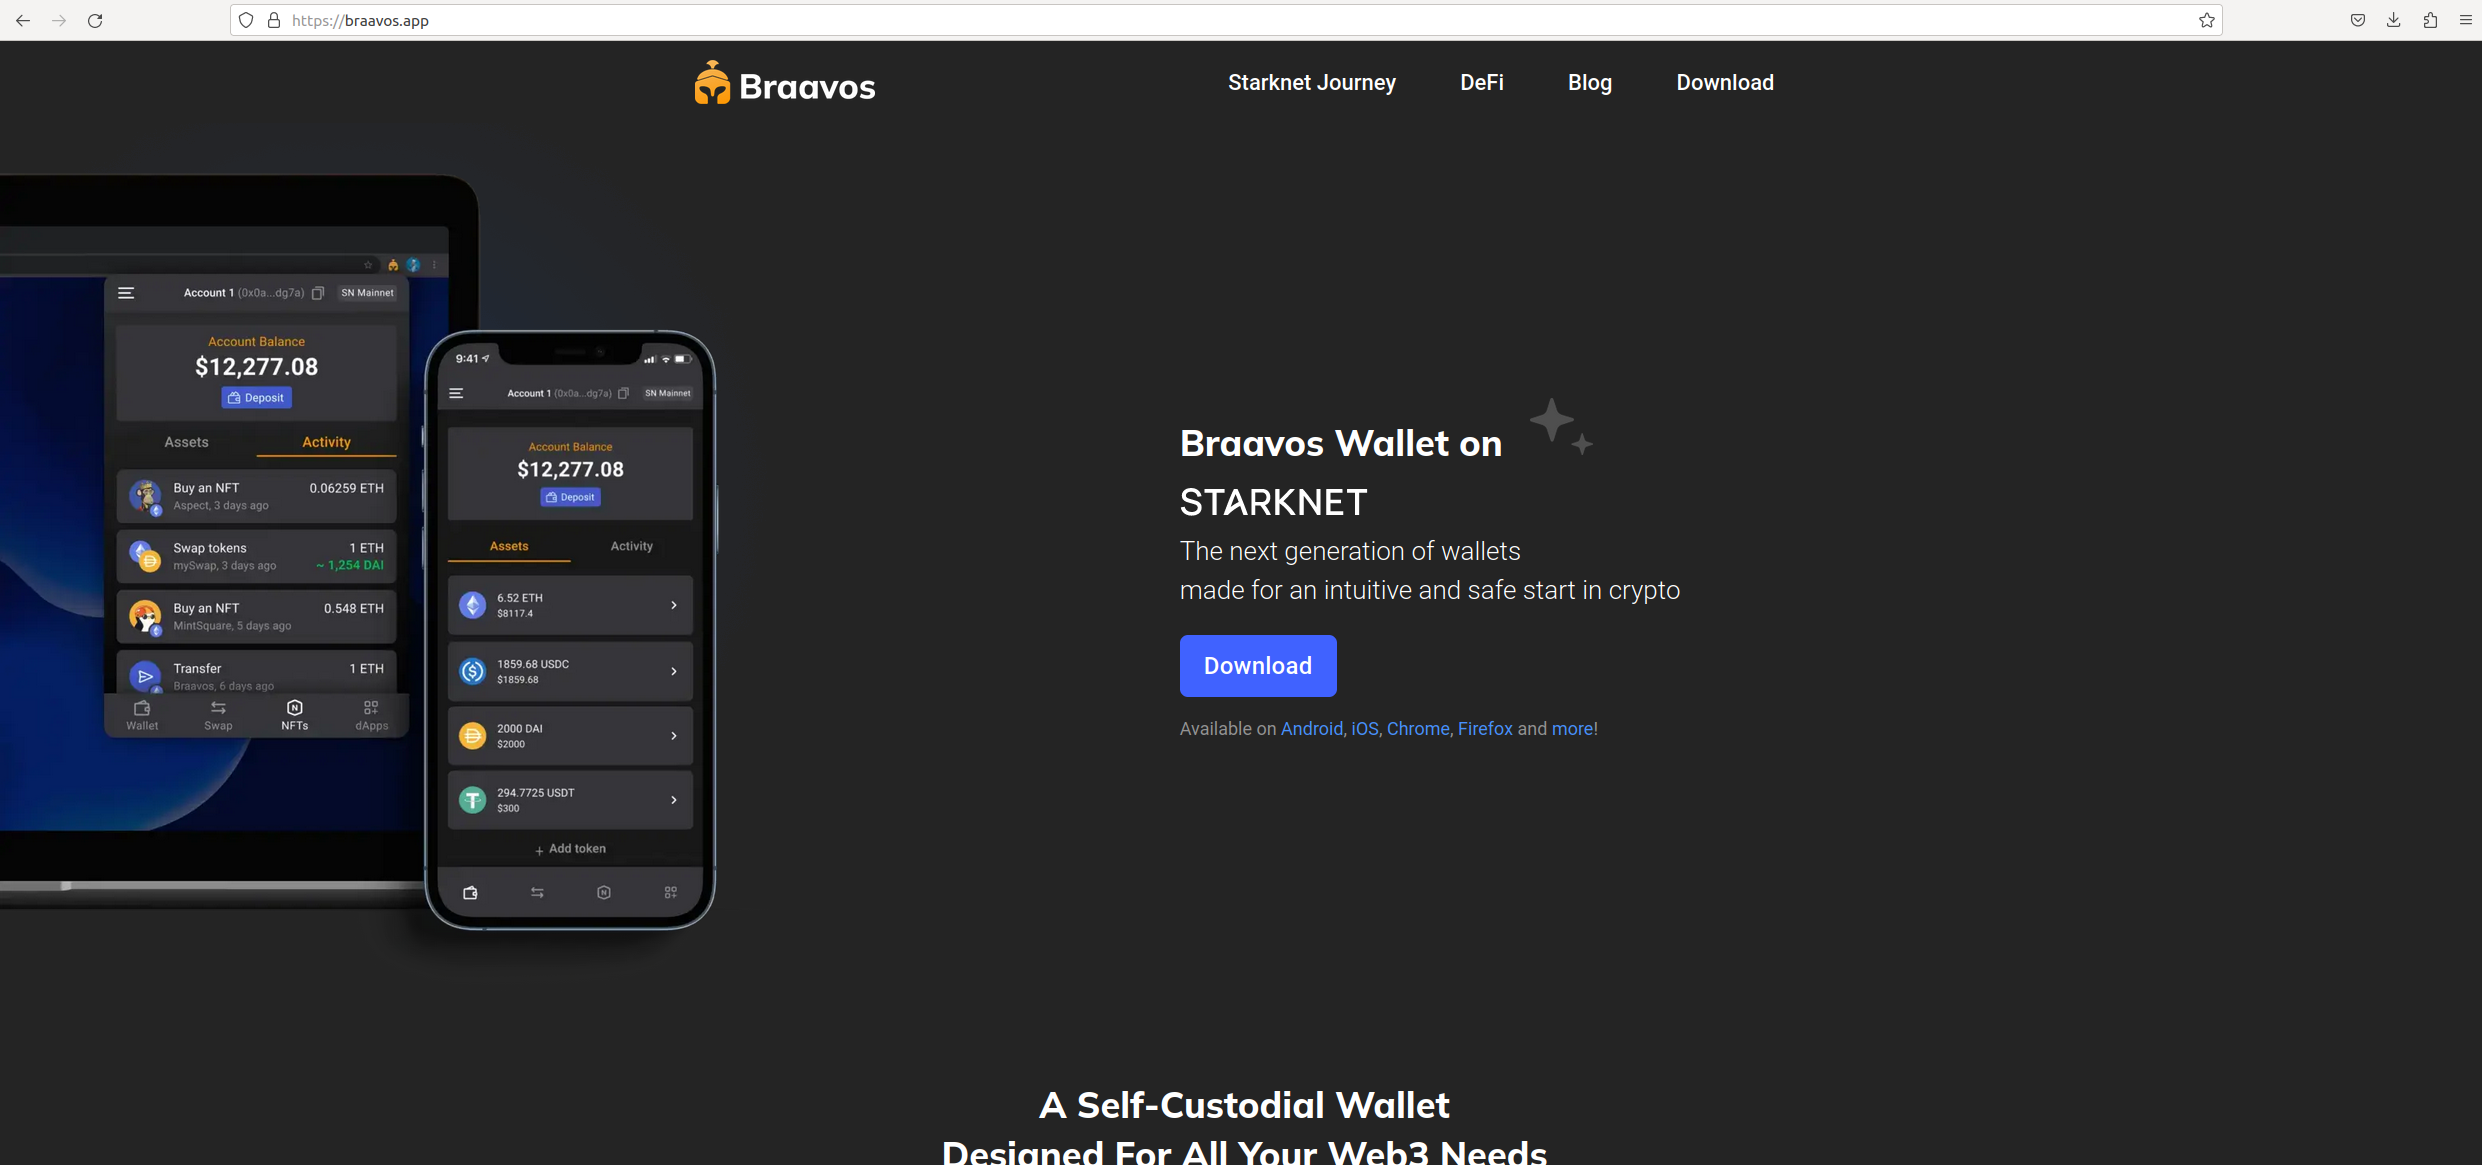 https://braavos.app
Braavos
Starknet Journey
DeFi
Blog
Download
Account 1 (0x0a...dg7a)
SN Mainnet
Account Balance
$12,277.08
Deposit
Assets
Activity
Buy an NFT
0.06259 ETH
Aspect, 3 days ago
Swap tokens
1 ETH
mySwap, 3 days ago
~ 1,254 DAI
Buy an NFT
0.548 ETH
MintSquare, 5 days ago
Transfer
1 ETH
Braavos, 6 days ago
Wallet
Swap
NFTs
dApps
9:41
Account 1 (0x0a...dg7a)
SN Mainnet
Account Balance
$12,277.08
Deposit
Assets
Activity
6.52 ETH
$8117.4
1859.68 USDC
$1859.68
2000 DAI
$2000
294.7725 USDT
$300
+ Add token
Braavos Wallet on
STARKNET
The next generation of wallets
made for an intuitive and safe start in crypto
Download
Available on Android, iOS, Chrome, Firefox and more!
A Self-Custodial Wallet
Designed For All Your Web3 Needs